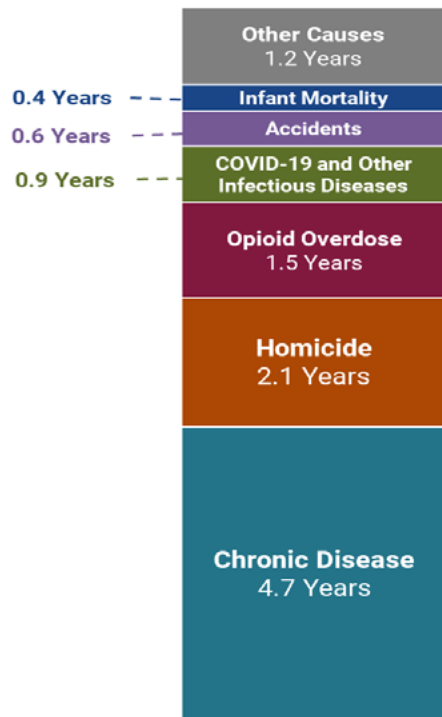 Other Causes
1.2 Years
0.4 Years
Infant Mortality
0.6 Years
Accidents
0.9 Years
COVID-19 and Other
Infectious Diseases
Opioid Overdose
1.5 Years
Homicide
2.1 Years
Chronic Disease
4.7 Years